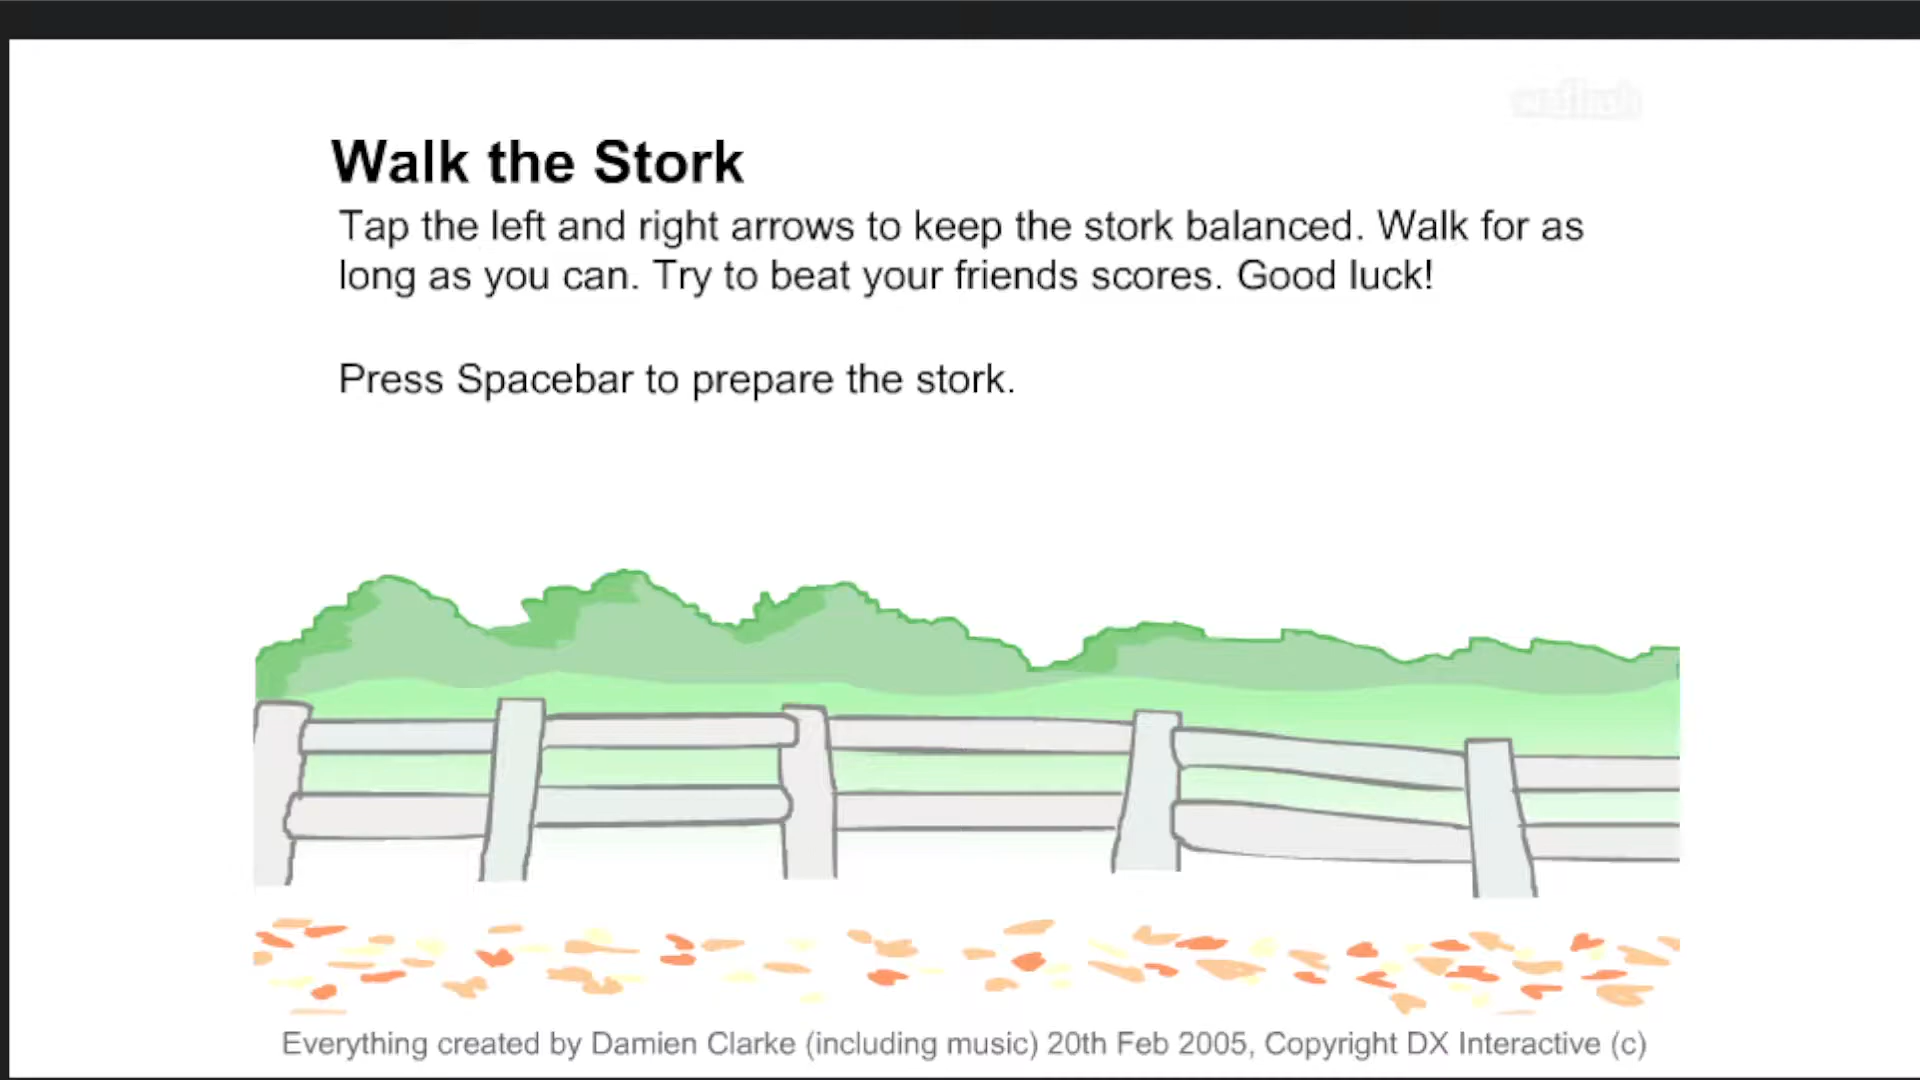 Walk the Stork
Tap the left and right arrows to keep the stork balanced. Walk for as
long as you can. Try to beat your friends scores. Good luck!
Press Spacebar to prepare the stork.
Everything created by Damien Clarke (including music) 20th Feb 2005, Copyright DX Interactive (c)